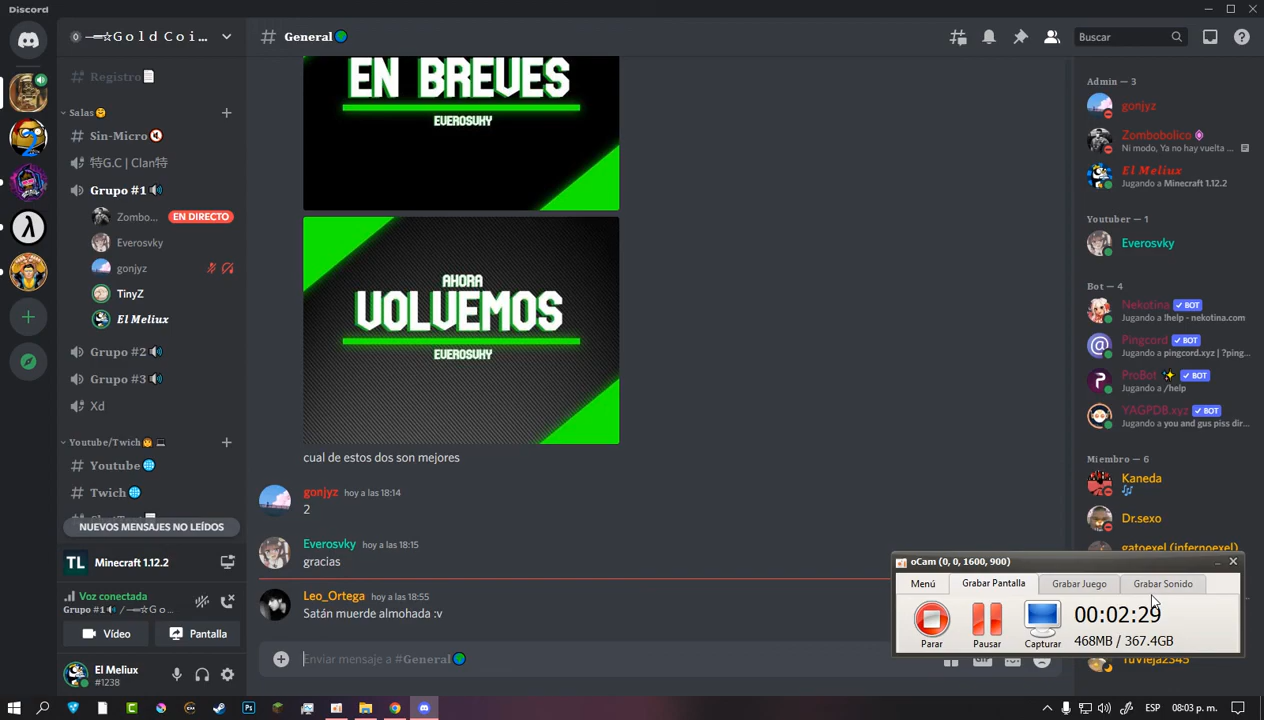 Discord
0 —═☆G o l d C o i ...
General
Buscar
Registro
Salas
Sin-Micro
特G.C | Clan特
Grupo #1
Zombo...
EN DIRECTO
Everosvky
gonjyz
TinyZ
El Meliux
Grupo #2
Grupo #3
Xd
Youtube/Twich
Youtube
Twich
NUEVOS MENSAJES NO LEÍDOS
TL Minecraft 1.12.2
Voz conectada
Grupo #1 / —═☆G o
Vídeo
Pantalla
El Meliux
#1238
EN BREVES
EVEROSVKY
AHORA
VOLVEMOS
EVEROSVKY
cual de estos dos son mejores
gonjyz hoy a las 18:14
2
Everosvky hoy a las 18:15
gracias
Leo_Ortega hoy a las 18:55
Satán muerde almohada :v
Enviar mensaje a #General
GIF
Admin — 3
gonjyz
Zombobolico
Ni modo, Ya no hay vuelta ...
El Meliux
Jugando a Minecraft 1.12.2
Youtuber — 1
Everosvky
Bot — 4
Nekotina BOT
Jugando a !help - nekotina.com
Pingcord BOT
Jugando a pingcord.xyz | ?ping...
ProBot BOT
Jugando a /help
YAGPDB.xyz BOT
Jugando a you and gus piss dir...
Miembro — 6
Kaneda
Dr.sexo
gatoexel (infernoexel)
TuVieja2345
oCam (0, 0, 1600, 900)
Menú
Grabar Pantalla
Grabar Juego
Grabar Sonido
Parar
Pausar
Capturar
00:02:29
468MB / 367.4GB
ESP
08:03 p. m.